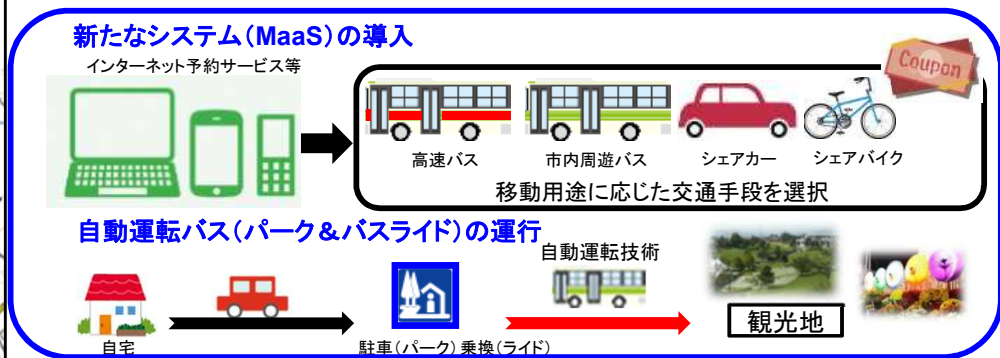 新たなシステム(MaaS)の導入
インターネット予約サービス等
Coupon
高速バス
市内周遊バス
シェアカー
シェアバイク
移動用途に応じた交通手段を選択
自動運転バス(パーク&バスライド)の運行
自動運転技術
観光地
自宅
駐車(パーク)乗換(ライド)